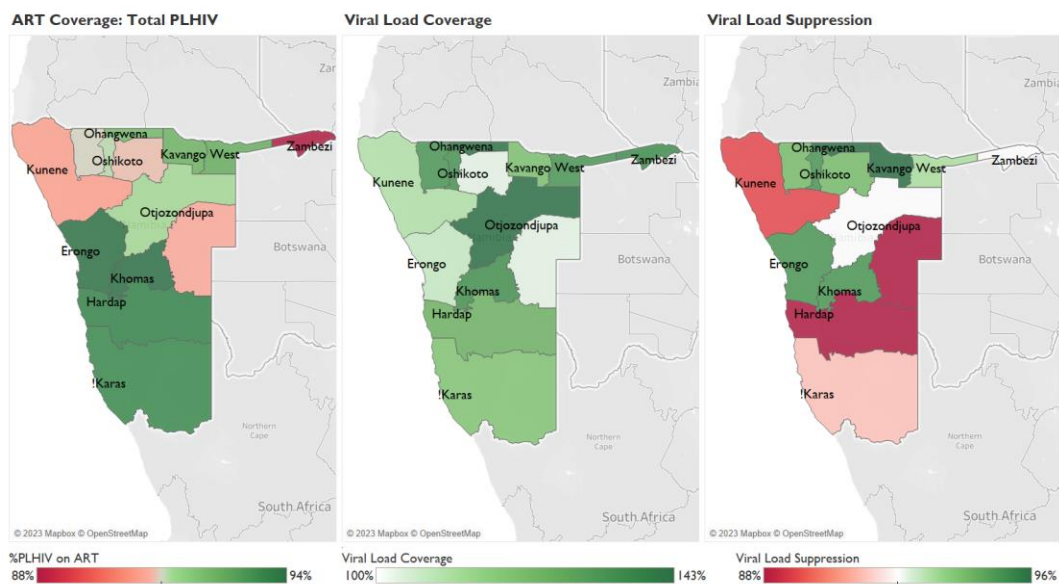 ART Coverage: Total PLHIV
Zam
Ohangwena
Oshikoto
Kavango West
Zambezi
Kunene
Otjozondjupa
Namibia
Erongo
Botswana
Khomas
Hardap
!Karas
Northern
Cape
South Africa
© 2023 Mapbox © OpenStreetMap
%PLHIV on ART
88%
94%
Viral Load Coverage
Zambia
Ohangwena
Oshikoto
Kavango West
Zambezi
Kunene
Otjozondjupa
Namibia
Erongo
Botswana
Khomas
Hardap
!Karas
Northern
Cape
South Africa
© 2023 Mapbox © OpenStreetMap
Viral Load Coverage
100%
143%
Viral Load Suppression
Zambia
Ohangwena
Oshikoto
Kavango West
Zambezi
Kunene
Otjozondjupa
Namibia
Erongo
Botswana
Khomas
Hardap
!Karas
Northern
Cape
South Africa
© 2023 Mapbox © OpenStreetMap
Viral Load Suppression
88%
96%